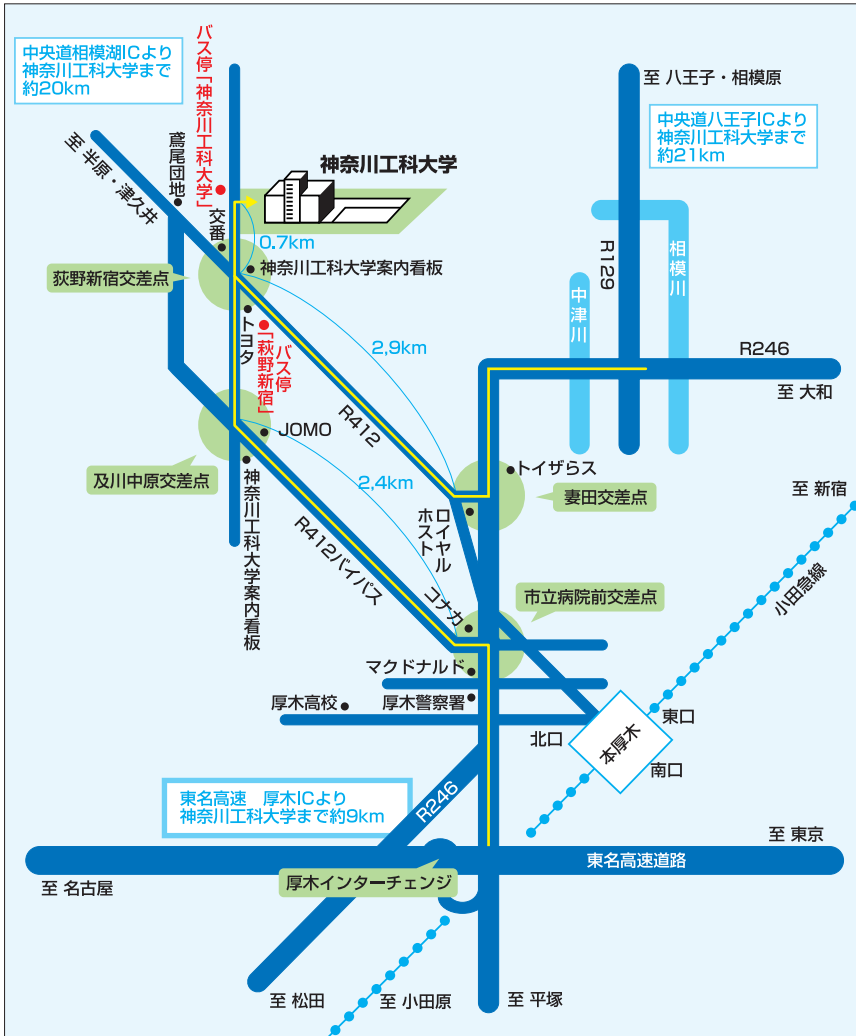 中央道相模湖ICより
神奈川工科大学まで
約20km
バス停「神奈川工科大学」
至 八王子・相模原
中央道八王子ICより
神奈川工科大学まで
約21km
至 半原・津久井
鳶尾団地
交番
神奈川工科大学
0.7km
神奈川工科大学案内看板
荻野新宿交差点
トヨタ
バス停
「萩野新宿」
2,9km
R412
R129
相模川
中津川
R246
至 大和
JOMO
及川中原交差点
神奈川工科大学案内看板
2,4km
R412バイパス
トイザらス
妻田交差点
ロイヤル
ホスト
至 新宿
小田急線
コナカ
市立病院前交差点
マクドナルド
厚木高校
厚木警察署
北口
本厚木
東口
南口
東名高速　厚木ICより
神奈川工科大学まで約9km
R246
至 東京
東名高速道路
至 名古屋
厚木インターチェンジ
至 松田
至 小田原
至 平塚